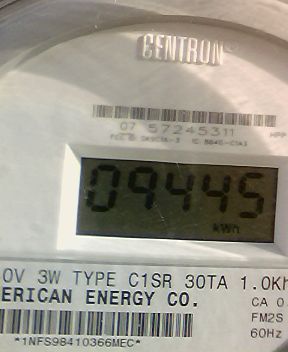 CENTRON®
07 57245311
09445
kWh
0V 3W TYPE C1SR 30TA 1.0Kh
ERICAN ENERGY CO.
CA 0.
FM2S
60Hz
*1NFS98410366MEC*